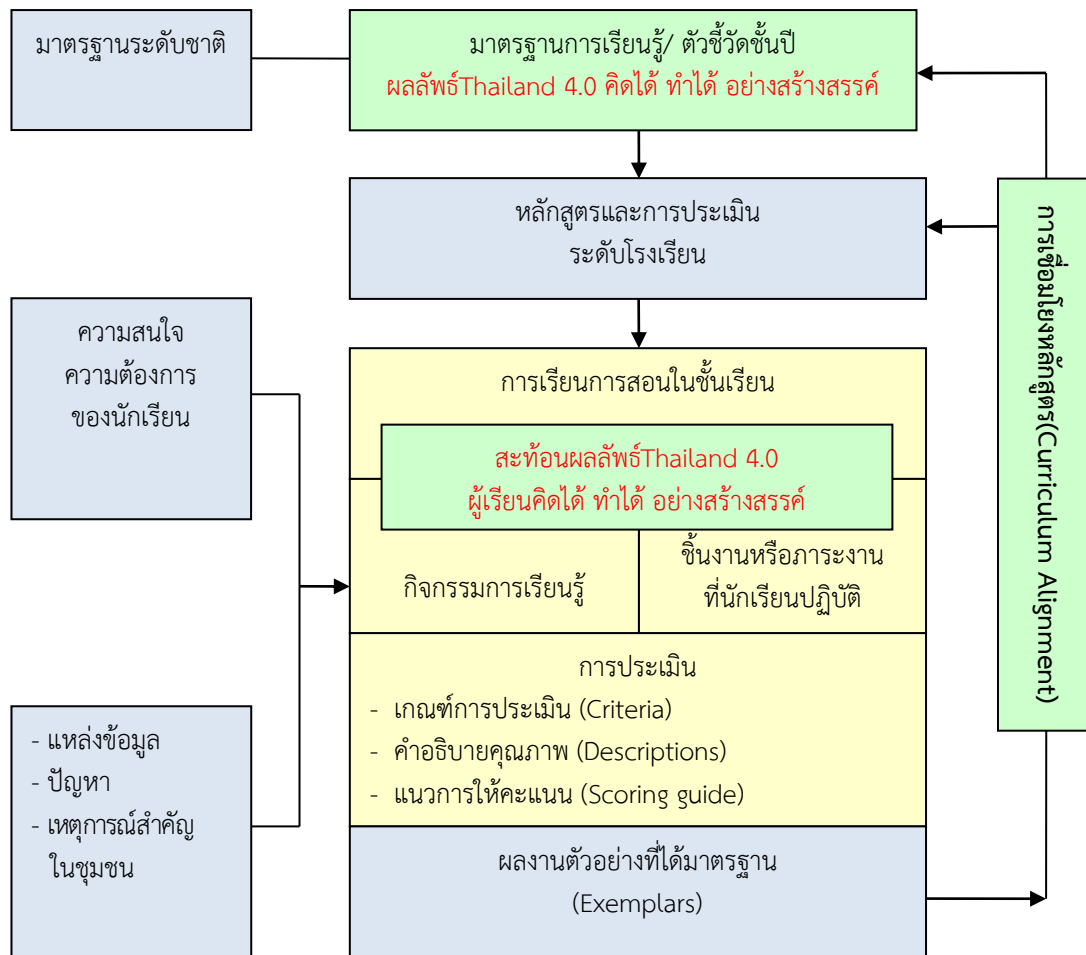 มาตรฐานระดับชาติ
มาตรฐานการเรียนรู้/ ตัวชี้วัดชั้นปี
ผลลัพธ์Thailand 4.0 คิดได้ ทำได้ อย่างสร้างสรรค์
หลักสูตรและการประเมิน
ระดับโรงเรียน
ความสนใจ
ความต้องการ
ของนักเรียน
การเรียนการสอนในชั้นเรียน
สะท้อนผลลัพธ์Thailand 4.0
ผู้เรียนคิดได้ ทำได้ อย่างสร้างสรรค์
กิจกรรมการเรียนรู้
ชิ้นงานหรือภาระงาน
ที่นักเรียนปฏิบัติ
การประเมิน
- เกณฑ์การประเมิน (Criteria)
- คำอธิบายคุณภาพ (Descriptions)
- แนวการให้คะแนน (Scoring guide)
- แหล่งข้อมูล
- ปัญหา
- เหตุการณ์สำคัญ
ในชุมชน
ผลงานตัวอย่างที่ได้มาตรฐาน
(Exemplars)
การเชื่อมโยงหลักสูตร(Curriculum Alignment)